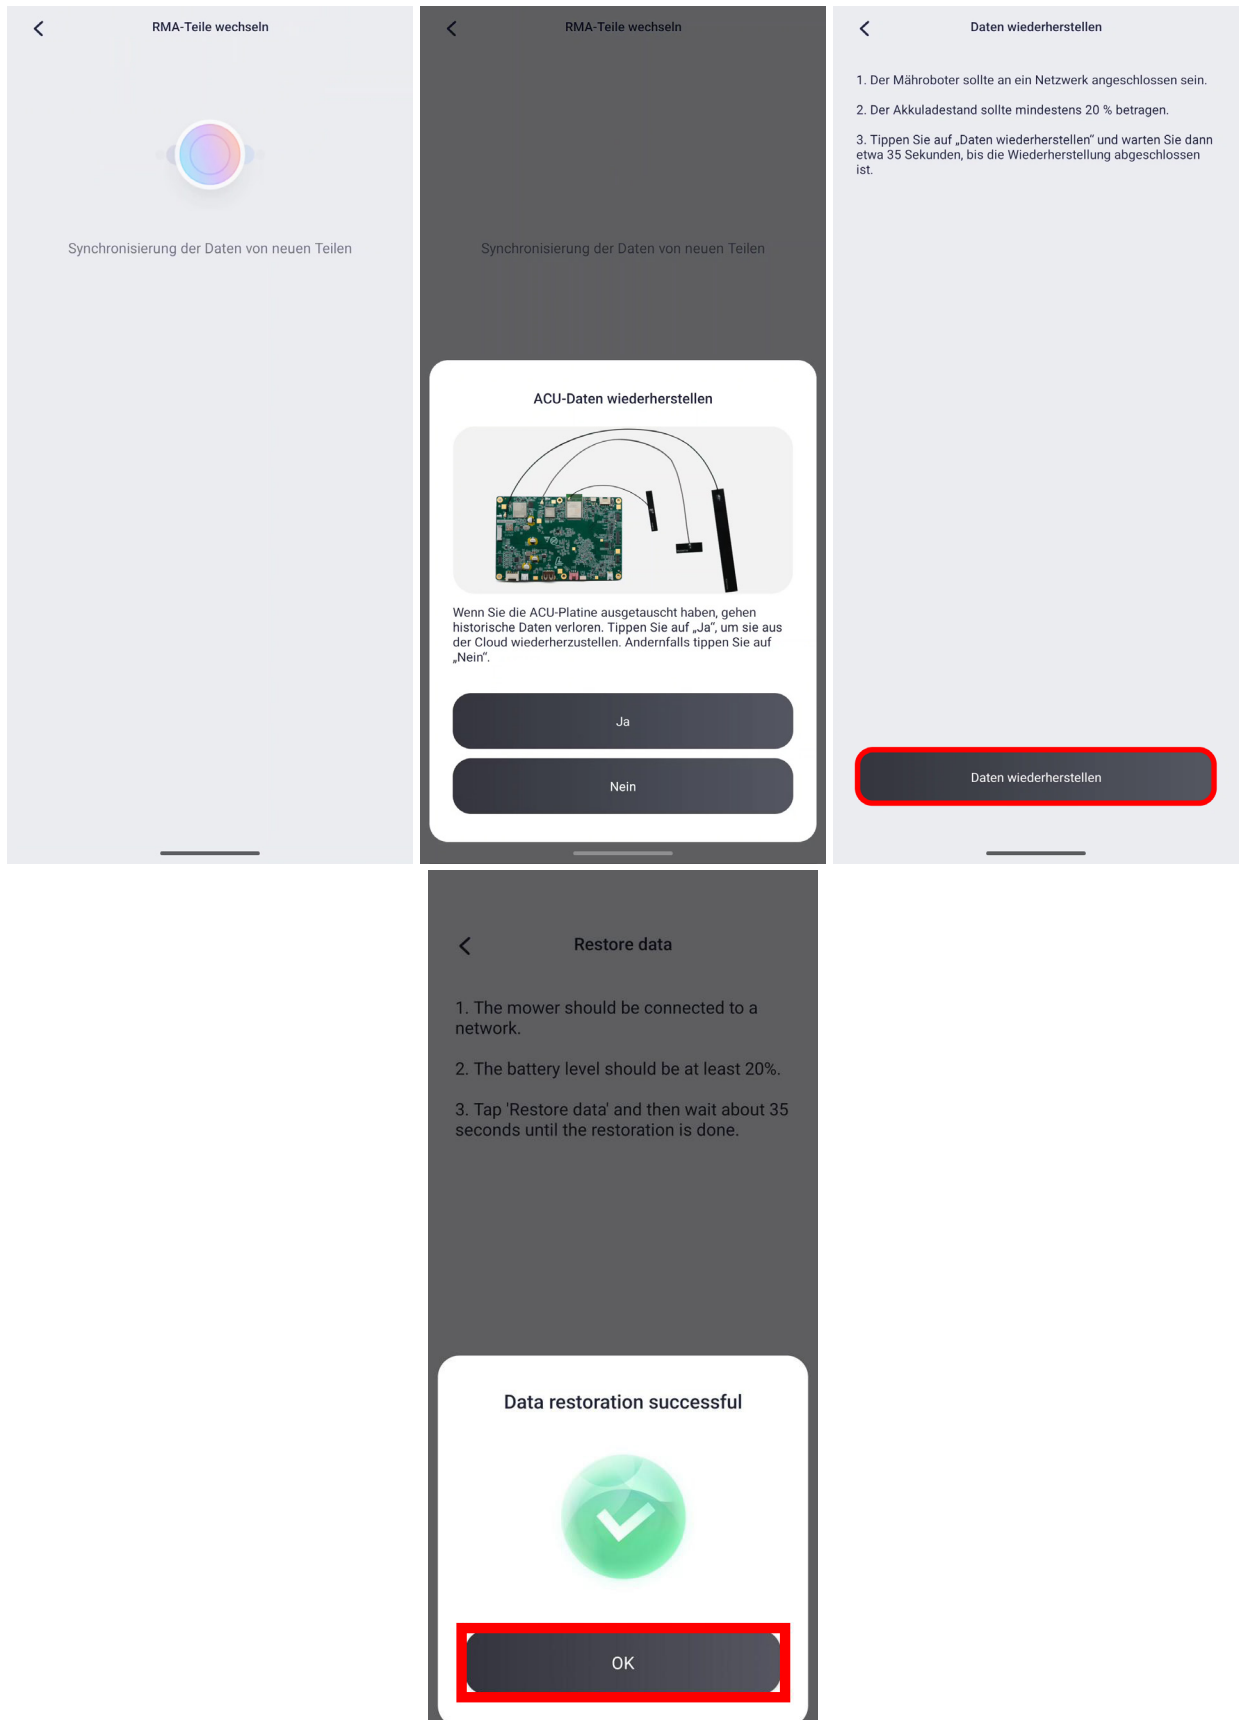 RMA-Teile wechseln
Synchronisierung der Daten von neuen Teilen
RMA-Teile wechseln
Synchronisierung der Daten von neuen Teilen
ACU-Daten wiederherstellen
Wenn Sie die ACU-Platine ausgetauscht haben, gehen
historische Daten verloren. Tippen Sie auf „Ja“, um sie aus
der Cloud wiederherzustellen. Andernfalls tippen Sie auf
„Nein“.
Ja
Nein
Daten wiederherstellen
1. Der Mähroboter sollte an ein Netzwerk angeschlossen sein.
2. Der Akkuladestand sollte mindestens 20 % betragen.
3. Tippen Sie auf „Daten wiederherstellen“ und warten Sie dann
etwa 35 Sekunden, bis die Wiederherstellung abgeschlossen
ist.
Daten wiederherstellen
Restore data
1. The mower should be connected to a
network.
2. The battery level should be at least 20%.
3. Tap 'Restore data' and then wait about 35
seconds until the restoration is done.
Data restoration successful
OK